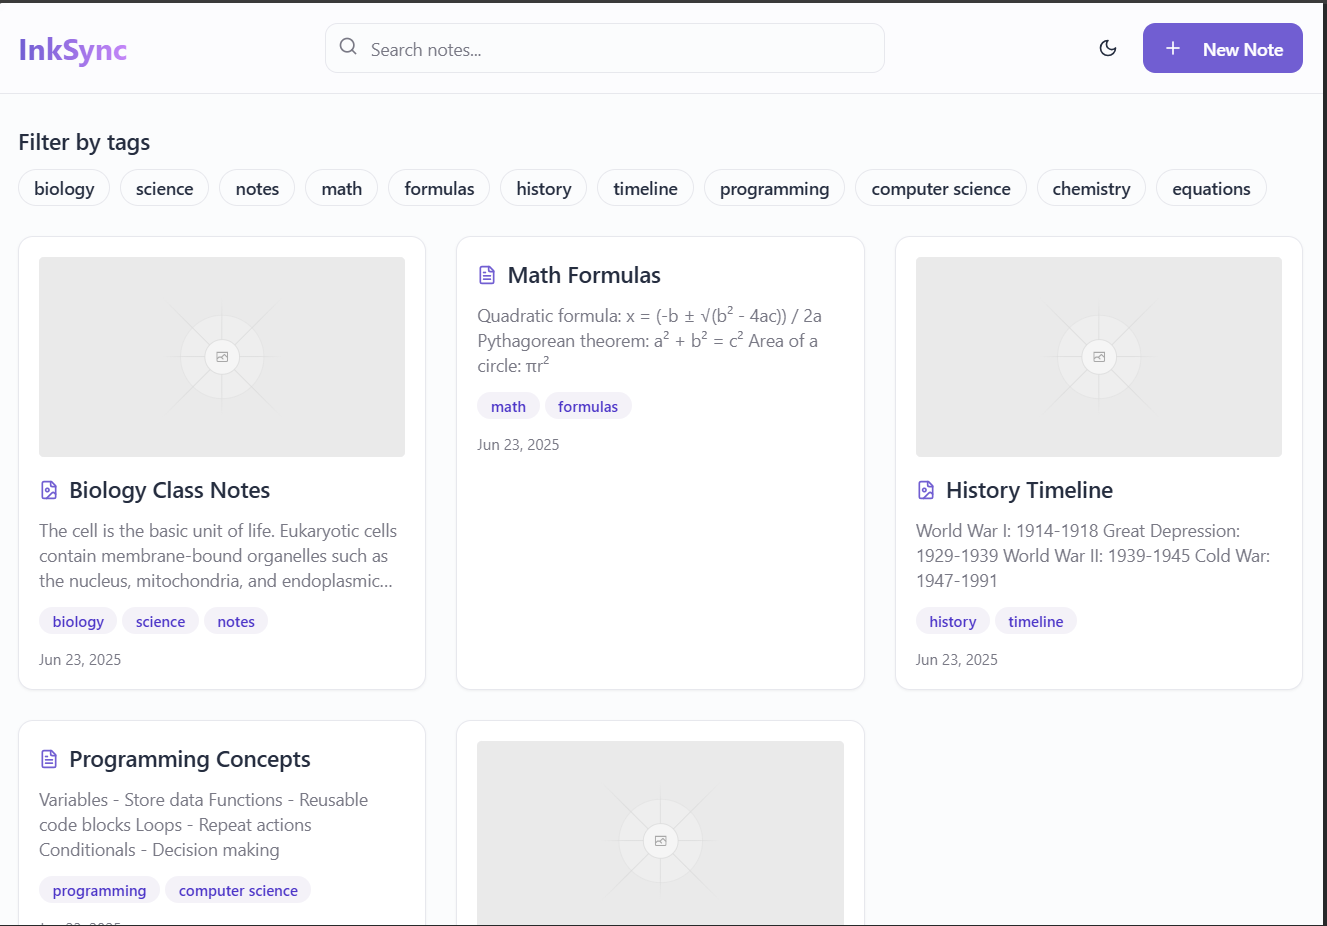 InkSync
Search notes...
New Note
Filter by tags
biology
science
notes
math
formulas
history
timeline
programming
computer science
chemistry
equations
Biology Class Notes
The cell is the basic unit of life. Eukaryotic cells
contain membrane-bound organelles such as
the nucleus, mitochondria, and endoplasmic...
biology
science
notes
Jun 23, 2025
Math Formulas
Quadratic formula: x = (-b ± √(b² - 4ac)) / 2a
Pythagorean theorem: a² + b² = c² Area of a
circle: πr²
math
formulas
Jun 23, 2025
History Timeline
World War I: 1914-1918 Great Depression:
1929-1939 World War II: 1939-1945 Cold War:
1947-1991
history
timeline
Jun 23, 2025
Programming Concepts
Variables - Store data Functions - Reusable
code blocks Loops - Repeat actions
Conditionals - Decision making
programming
computer science